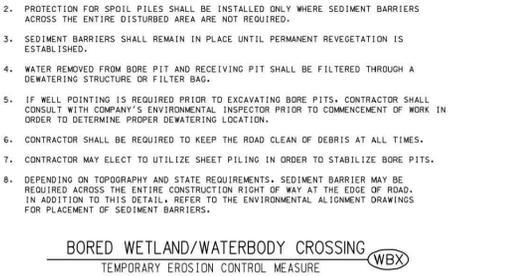 2. PROTECTION FOR SPOIL PILES SHALL BE INSTALLED ONLY WHERE SEDIMENT BARRIERS
ACROSS THE ENTIRE DISTURBED AREA ARE NOT REQUIRED.
3. SEDIMENT BARRIERS SHALL REMAIN IN PLACE UNTIL PERMANENT REVEGETATION IS
ESTABLISHED.
4. WATER REMOVED FROM BORE PIT AND RECEIVING PIT SHALL BE FILTERED THROUGH A
DEWATERING STRUCTURE OR FILTER BAG.
5. IF WELL POINTING IS REQUIRED PRIOR TO EXCAVATING BORE PITS, CONTRACTOR SHALL
CONSULT WITH COMPANY'S ENVIRONMENTAL INSPECTOR PRIOR TO COMMENCEMENT OF WORK IN
ORDER TO DETERMINE PROPER DEWATERING LOCATION.
6. CONTRACTOR SHALL BE REQUIRED TO KEEP THE ROAD CLEAN OF DEBRIS AT ALL TIMES.
7. CONTRACTOR MAY ELECT TO UTILIZE SHEET PILING IN ORDER TO STABILIZE BORE PITS.
8. DEPENDING ON TOPOGRAPHY AND STATE REQUIREMENTS, SEDIMENT BARRIER MAY BE
REQUIRED ACROSS THE ENTIRE CONSTRUCTION RIGHT OF WAY AT THE EDGE OF ROAD.
IN ADDITION TO THIS DETAIL, REFER TO THE ENVIRONMENTAL ALIGNMENT DRAWINGS
FOR PLACEMENT OF SEDIMENT BARRIERS.
BORED WETLAND/WATERBODY CROSSING WBX
TEMPORARY EROSION CONTROL MEASURE